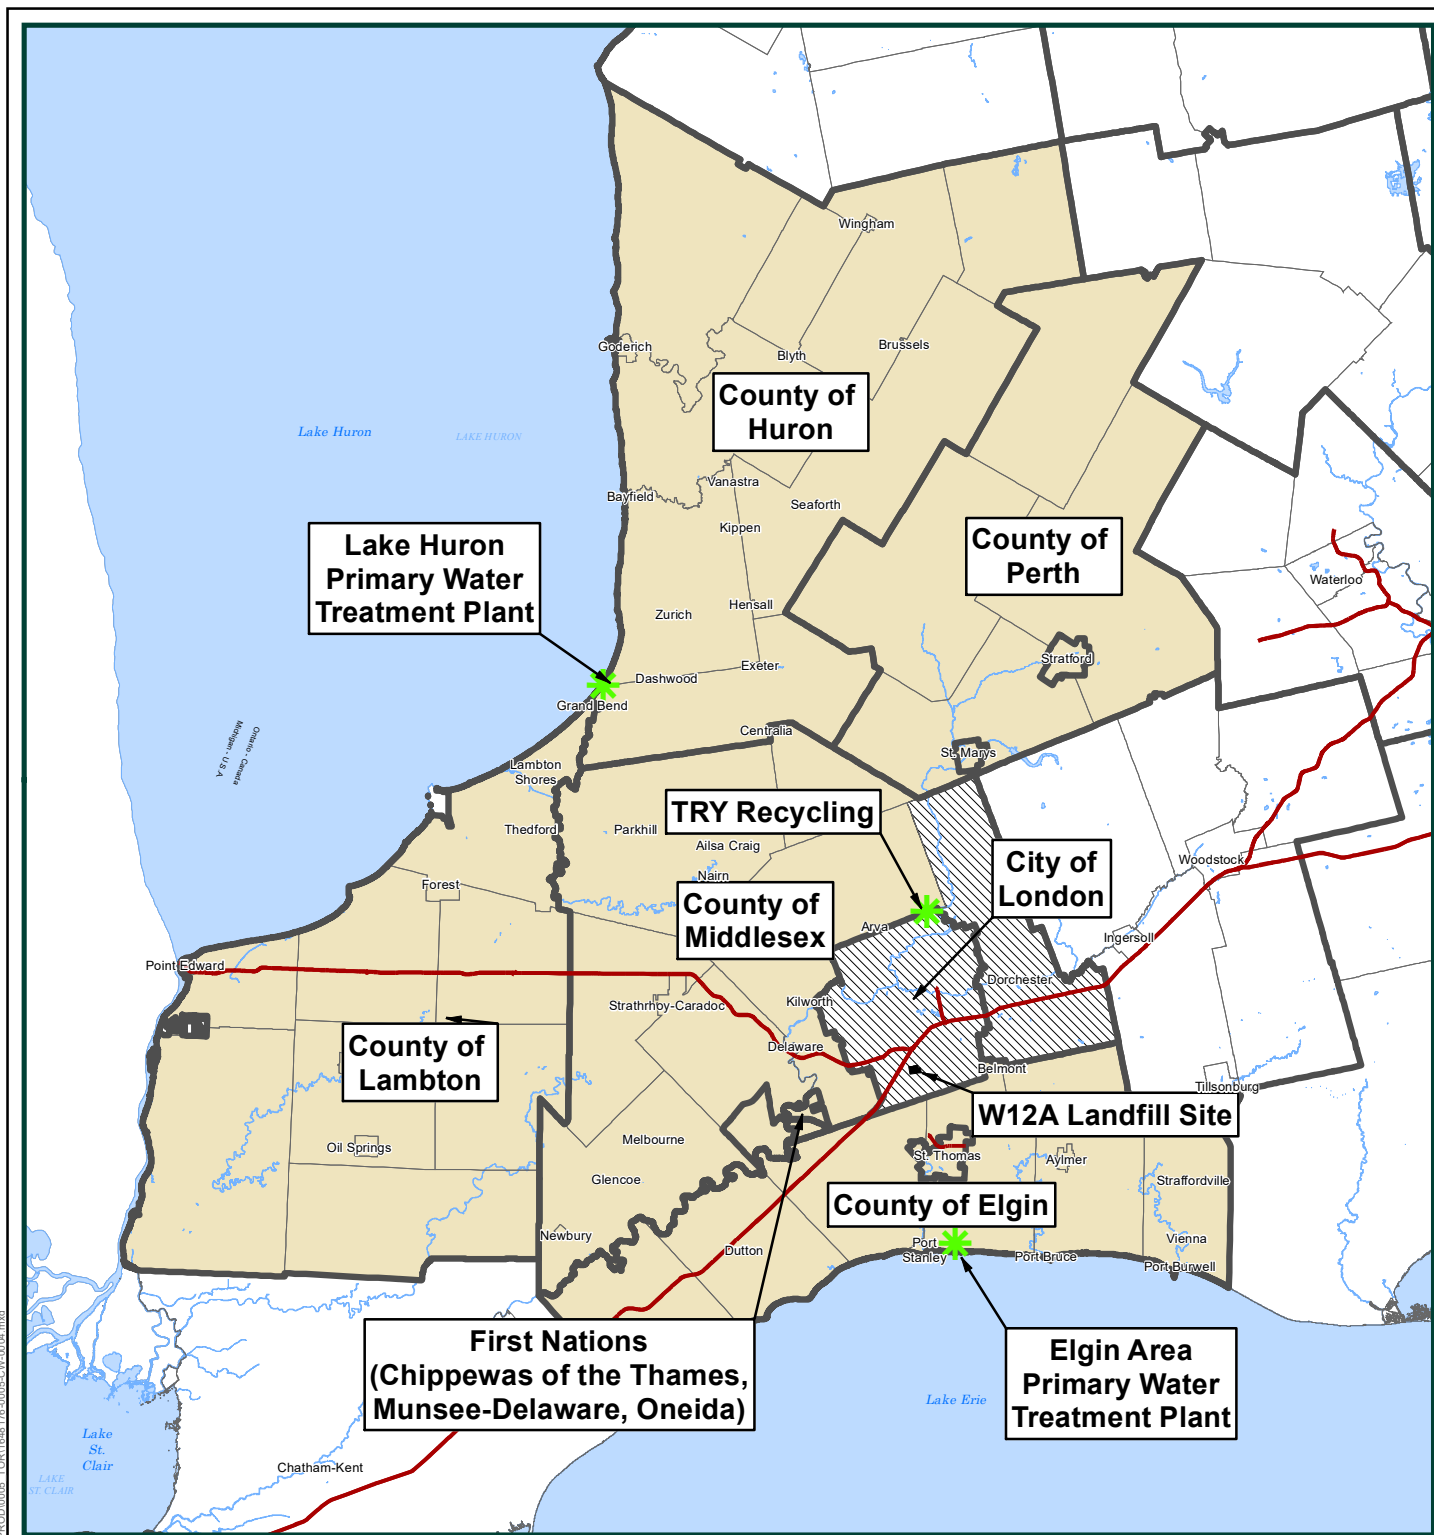 Wingham
Goderich
Blyth
Brussels
County of
Huron
Lake Huron
LAKE HURON
Vanastra
Bayfield
Seaforth
Kippen
Lake Huron
Primary Water
Treatment Plant
County of
Perth
Waterloo
Hensall
Zurich
Stratford
Exeter
Dashwood
Grand Bend
Centralia
St. Marys
Ontario - Canada
Michigan - U.S.A.
Lambton
Shores
TRY Recycling
Thedford
Parkhill
Ailsa Craig
City of
London
Woodstock
Nairn
Forest
County of
Middlesex
Arva
Ingersoll
Point Edward
Dorchester
Strathrhoy-Caradoc
Kilworth
County of
Lambton
Delaware
Belmont
Tillsonburg
W12A Landfill Site
Melbourne
Oil Springs
St. Thomas
Aylmer
Glencoe
Straffordville
County of Elgin
Newbury
Dutton
Port
Stanley
Port Bruce
Vienna
Port Burwell
First Nations
(Chippewas of the Thames,
Munsee-Delaware, Oneida)
Elgin Area
Primary Water
Treatment Plant
Lake Erie
Lake
St.
Clair
LAKE
ST. CLAIR
Chatham-Kent